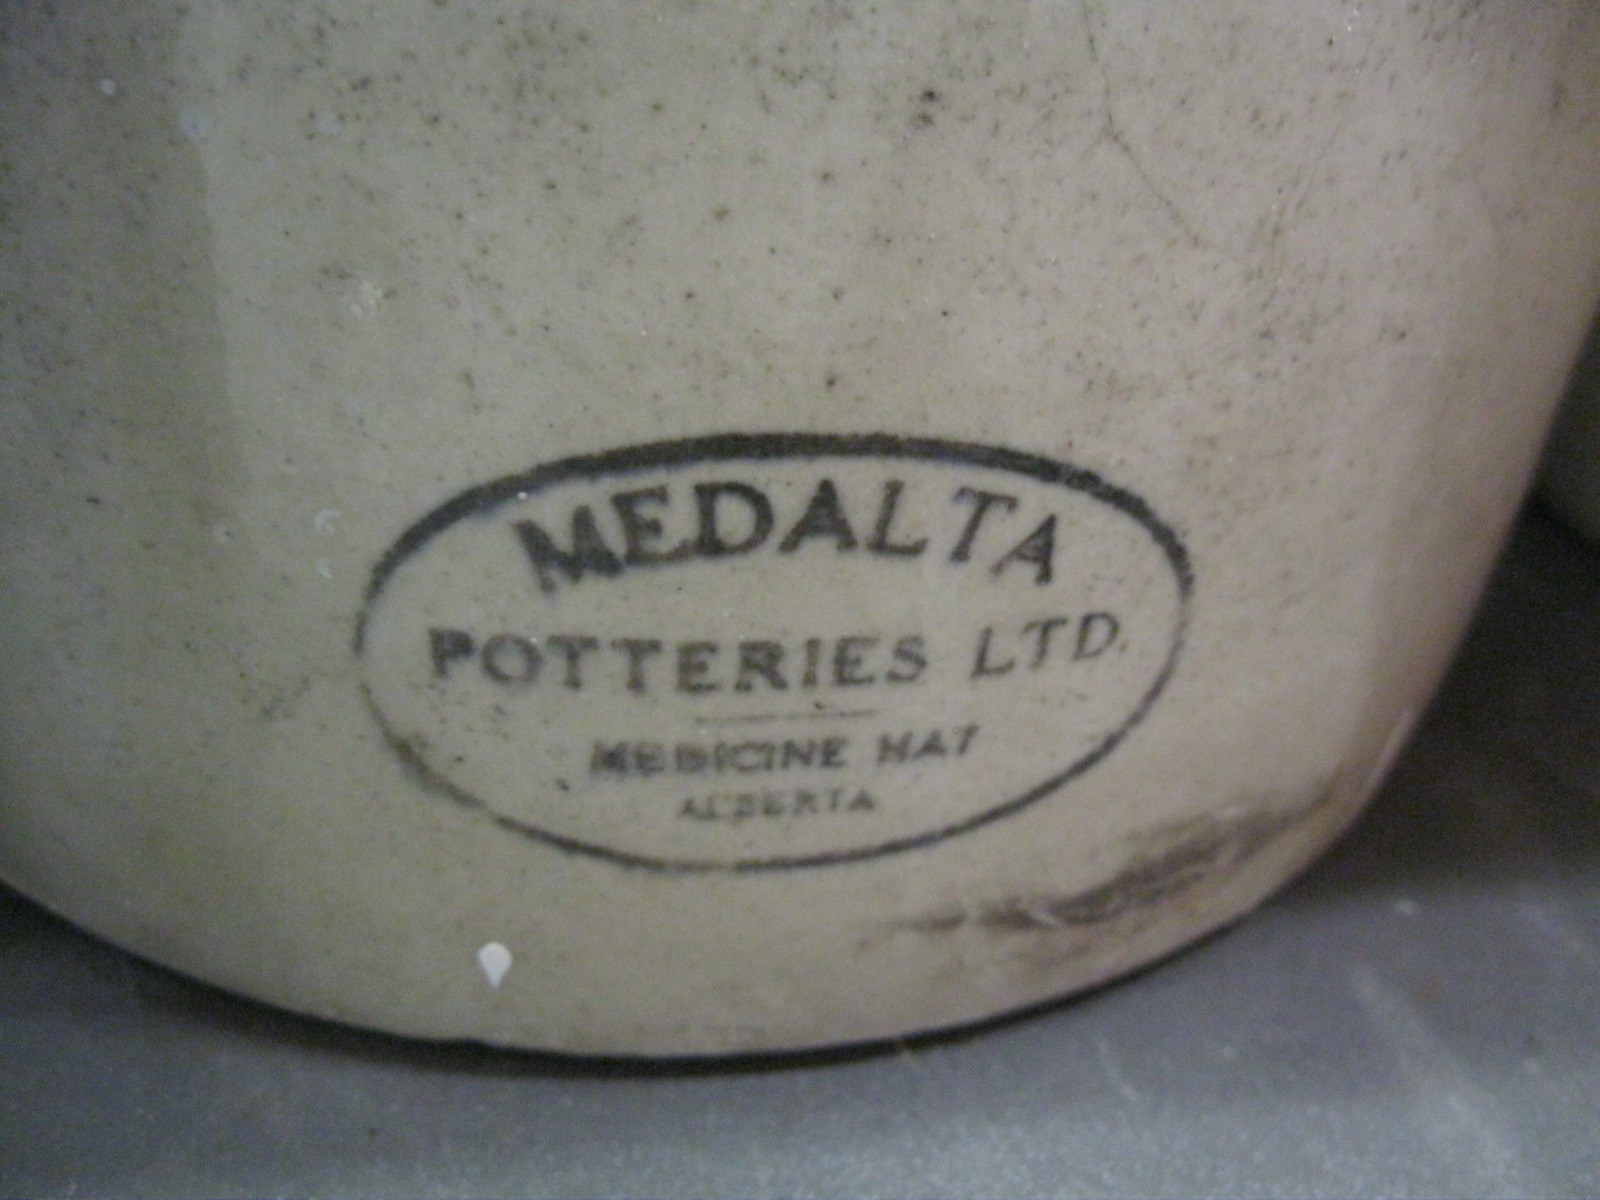 MEDALTA
POTTERIES LTD.
MEDICINE HAT
ALBERTA